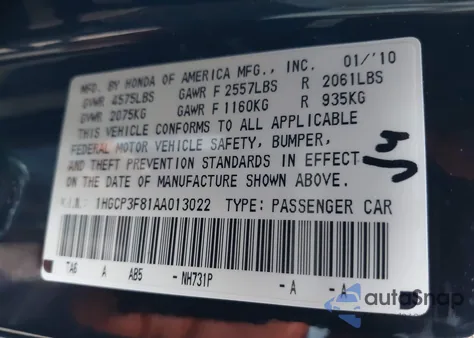 MFD. BY HONDA OF AMERICA MFG., INC. 01/'10
GVWR 4575LBS GAWR F 2557LBS R 2061LBS
GVWR 2075KG GAWR F 1160KG R 935KG
THIS VEHICLE CONFORMS TO ALL APPLICABLE
FEDERAL MOTOR VEHICLE SAFETY, BUMPER,
AND THEFT PREVENTION STANDARDS IN EFFECT
ON THE DATE OF MANUFACTURE SHOWN ABOVE.
V.I.N.: 1HGCP3F81AA013022 TYPE: PASSENGER CAR
TA6 A AB5 -NH731P -A -A
autoSnap